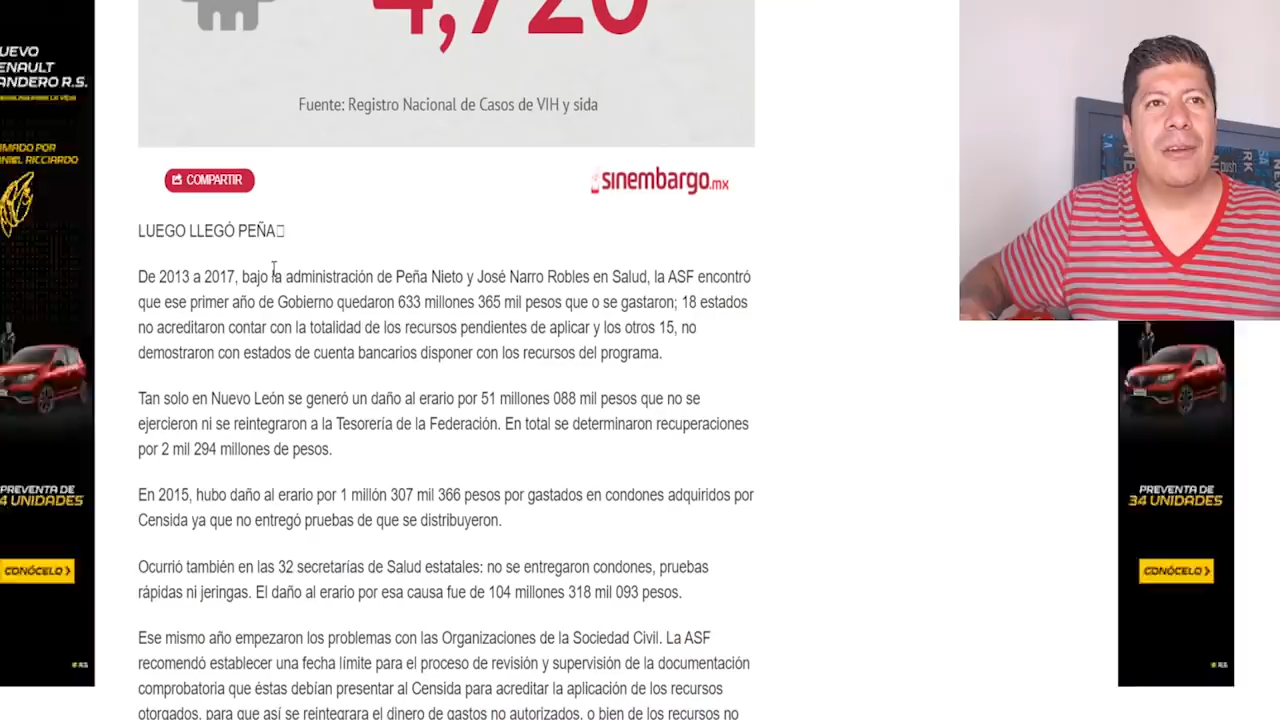 4,720
Fuente: Registro Nacional de Casos de VIH y sida
COMPARTIR
sinembargo.mx
LUEGO LLEGÓ PEÑA
De 2013 a 2017, bajo la administración de Peña Nieto y José Narro Robles en Salud, la ASF encontró
que ese primer año de Gobierno quedaron 633 millones 365 mil pesos que o se gastaron; 18 estados
no acreditaron contar con la totalidad de los recursos pendientes de aplicar y los otros 15, no
demostraron con estados de cuenta bancarios disponer con los recursos del programa.
Tan solo en Nuevo León se generó un daño al erario por 51 millones 088 mil pesos que no se
ejercieron ni se reintegraron a la Tesorería de la Federación. En total se determinaron recuperaciones
por 2 mil 294 millones de pesos.
En 2015, hubo daño al erario por 1 millón 307 mil 366 pesos por gastados en condones adquiridos por
Censida ya que no entregó pruebas de que se distribuyeron.
Ocurrió también en las 32 secretarías de Salud estatales: no se entregaron condones, pruebas
rápidas ni jeringas. El daño al erario por esa causa fue de 104 millones 318 mil 093 pesos.
Ese mismo año empezaron los problemas con las Organizaciones de la Sociedad Civil. La ASF
recomendó establecer una fecha límite para el proceso de revisión y supervisión de la documentación
comprobatoria que éstas debían presentar al Censida para acreditar la aplicación de los recursos
otorgados, para que así se reintegrara el dinero de gastos no autorizados, o bien de los recursos no
UEVO
ENAULT
ANDERO R.S.
IMADO POR
NIEL RICCIARDO
PREVENTA DE
4 UNIDADES
CONÓCELO
PREVENTA DE
34 UNIDADES
CONÓCELO